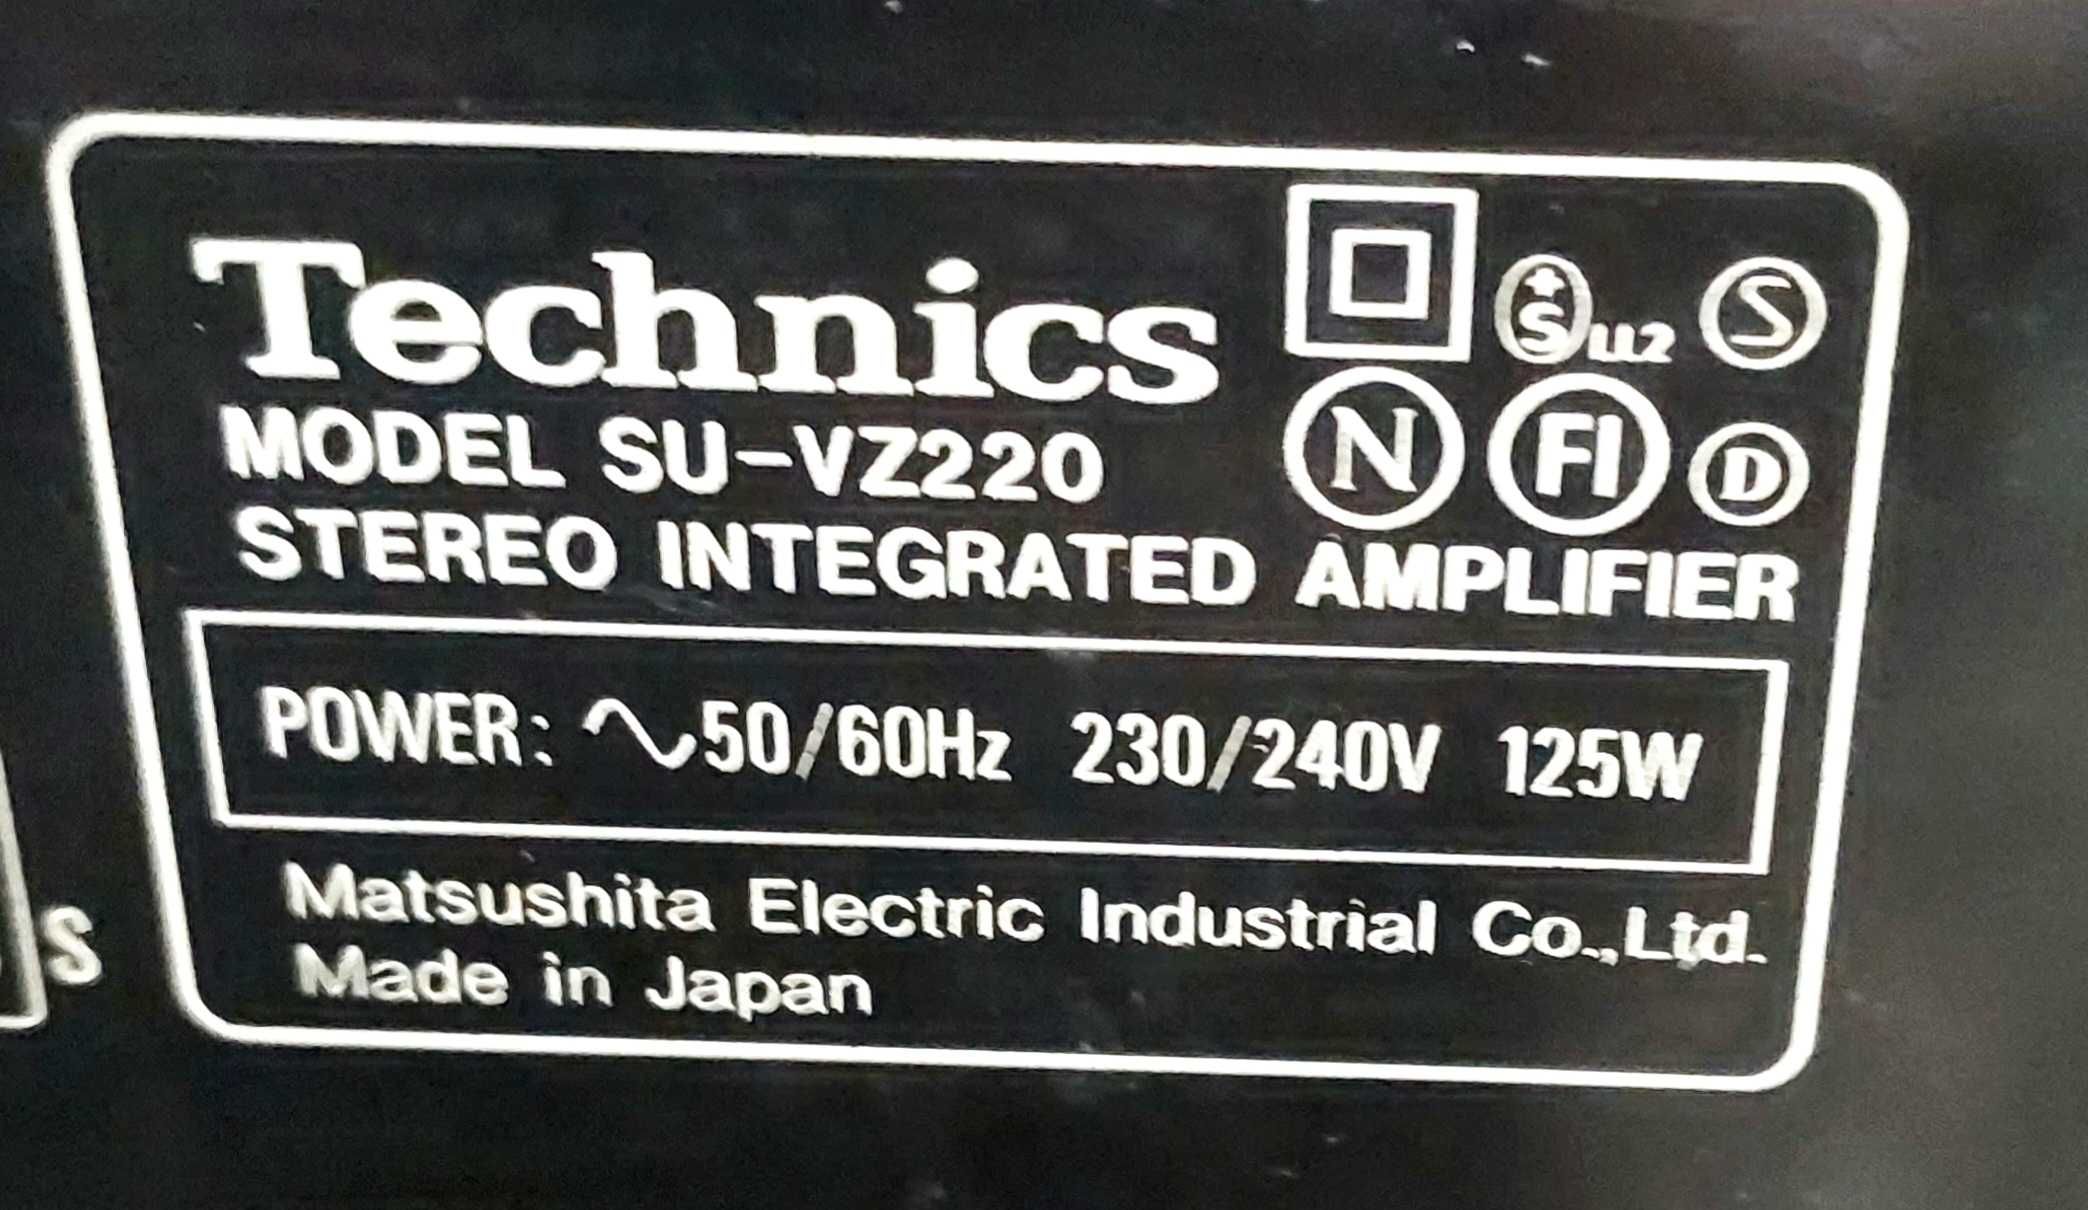 Technics
S U2 S
MODEL SU-VZ220 N FI D
STEREO INTEGRATED AMPLIFIER
POWER: ∿50/60Hz 230/240V 125W
Matsushita Electric Industrial Co.,Ltd.
Made in Japan
s